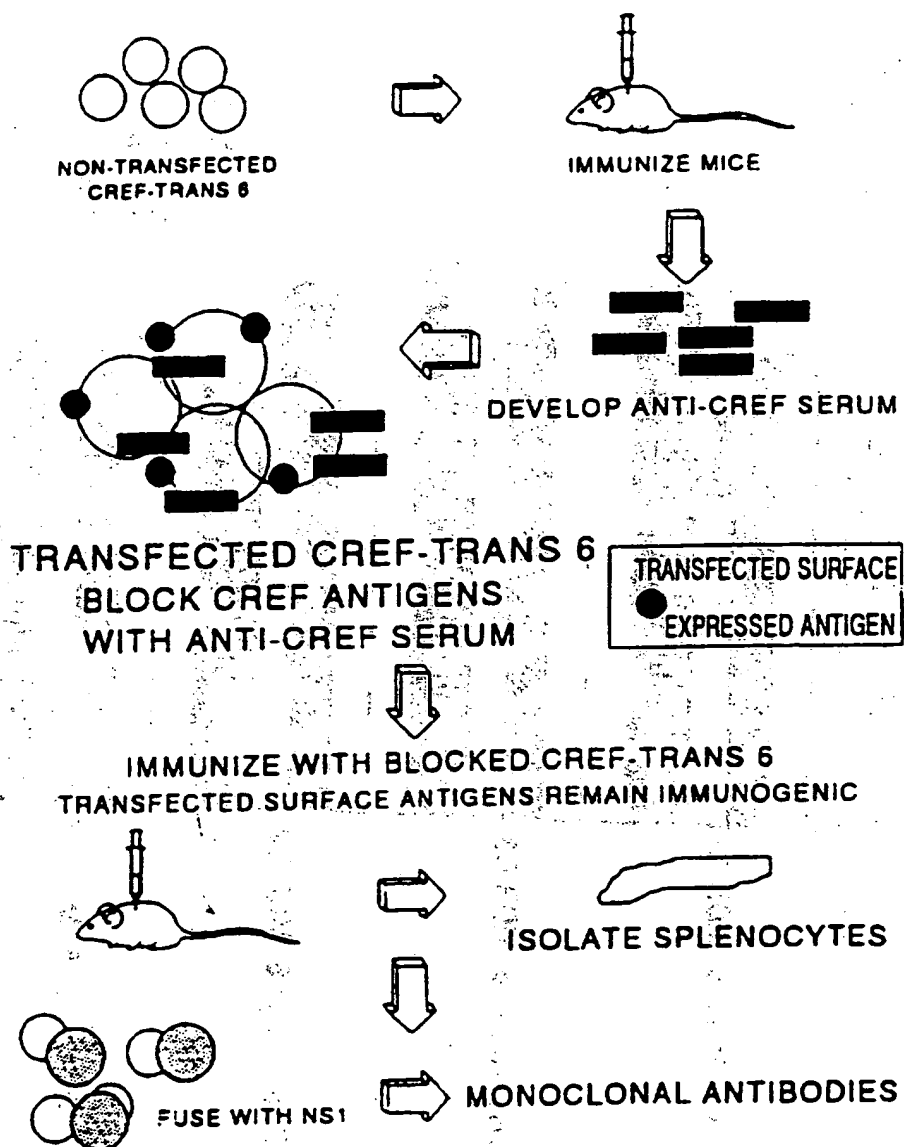 NON-TRANSFECTED
CREF-TRANS 6
IMMUNIZE MICE
DEVELOP ANTI-CREF SERUM
TRANSFECTED CREF-TRANS 6
BLOCK CREF ANTIGENS
WITH ANTI-CREF SERUM
TRANSFECTED SURFACE
EXPRESSED ANTIGEN
IMMUNIZE WITH BLOCKED CREF-TRANS 6
TRANSFECTED SURFACE ANTIGENS REMAIN IMMUNOGENIC
ISOLATE SPLENOCYTES
FUSE WITH NS1
MONOCLONAL ANTIBODIES